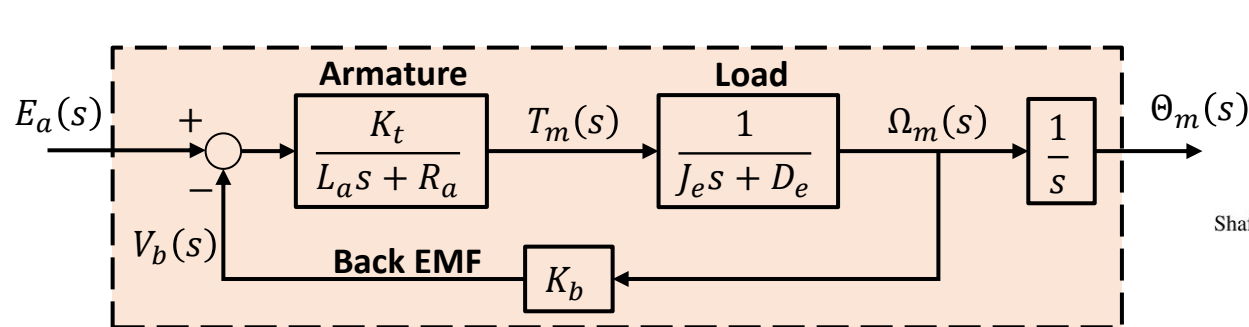 Armature
Load
E_a(s)
+
−
K_t
L_a s + R_a
T_m(s)
1
J_e s + D_e
Ω_m(s)
1
s
Θ_m(s)
V_b(s)
Back EMF
K_b